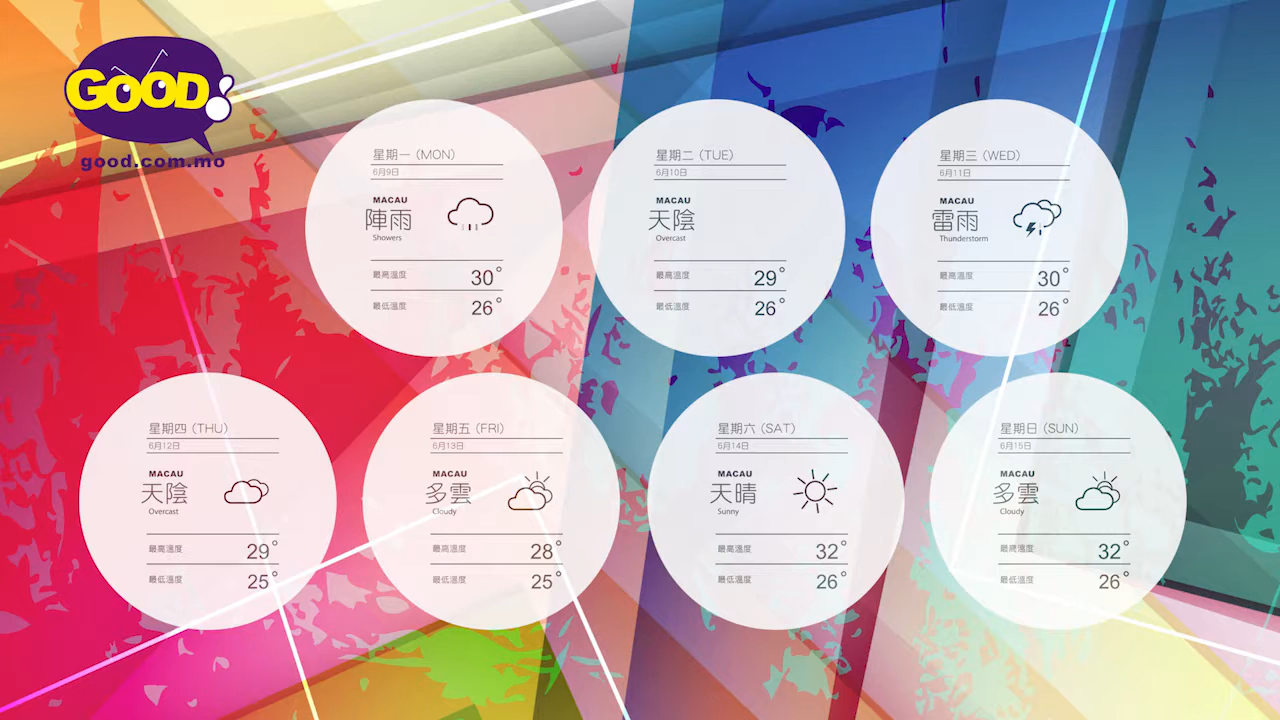 GOOD!
good.com.mo
星期一 (MON)
6月9日
MACAU
陣雨
Showers
最高溫度 30°
最低溫度 26°
星期二 (TUE)
6月10日
MACAU
天陰
Overcast
最高溫度 29°
最低溫度 26°
星期三 (WED)
6月11日
MACAU
雷雨
Thunderstorm
最高溫度 30°
最低溫度 26°
星期四 (THU)
6月12日
MACAU
天陰
Overcast
最高溫度 29°
最低溫度 25°
星期五 (FRI)
6月13日
MACAU
多雲
Cloudy
最高溫度 28°
最低溫度 25°
星期六 (SAT)
6月14日
MACAU
天晴
Sunny
最高溫度 32°
最低溫度 26°
星期日 (SUN)
6月15日
MACAU
多雲
Cloudy
最高溫度 32°
最低溫度 26°